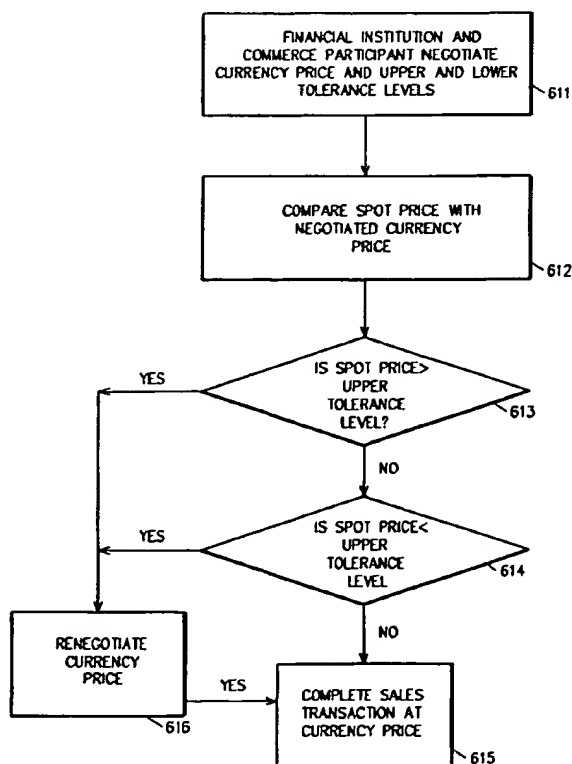 FINANCIAL INSTITUTION AND
COMMERCE PARTICIPANT NEGOTIATE
CURRENCY PRICE AND UPPER AND LOWER
TOLERANCE LEVELS
611
COMPARE SPOT PRICE WITH
NEGOTIATED CURRENCY
PRICE
612
IS SPOT PRICE>
UPPER
TOLERANCE
LEVEL?
613
YES
NO
IS SPOT PRICE<
UPPER
TOLERANCE
LEVEL
614
YES
NO
RENEGOTIATE
CURRENCY
PRICE
616
YES
COMPLETE SALES
TRANSACTION AT
CURRENCY PRICE
615